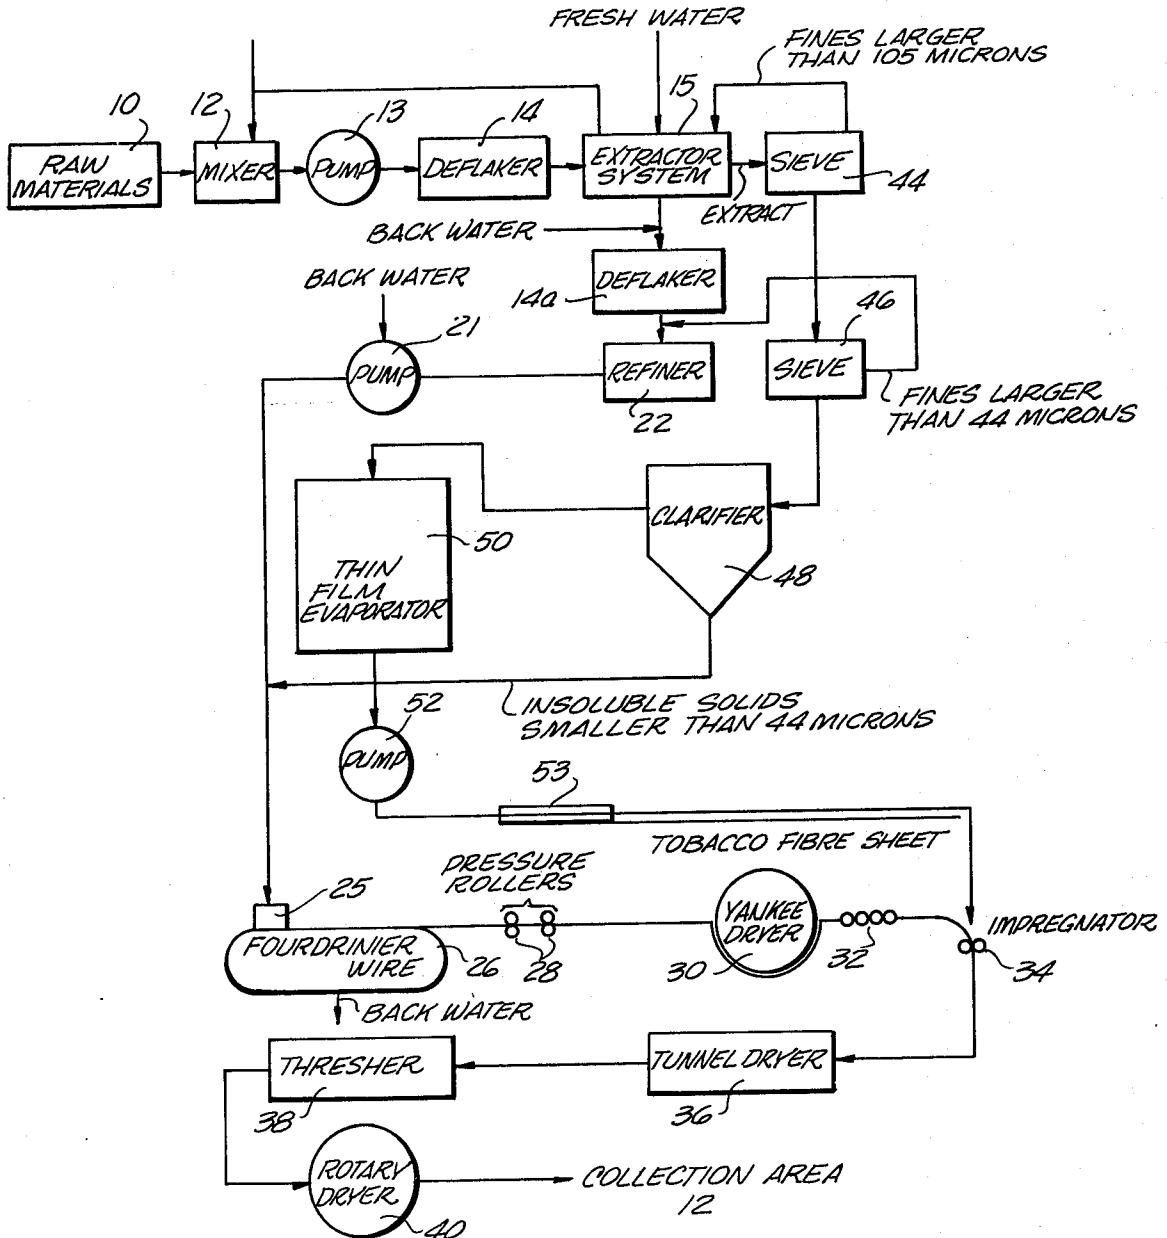 FRESH WATER
FINES LARGER
THAN 105 MICRONS
10
12
13
14
15
RAW
MATERIALS
MIXER
PUMP
DEFLAKER
EXTRACTOR
SYSTEM
SIEVE
44
EXTRACT
BACK WATER
DEFLAKER
14a
BACK WATER
21
PUMP
REFINER
22
46
SIEVE
FINES LARGER
THAN 44 MICRONS
CLARIFIER
48
50
THIN
FILM
EVAPORATOR
INSOLUBLE SOLIDS
SMALLER THAN 44 MICRONS
52
PUMP
53
TOBACCO FIBRE SHEET
PRESSURE
ROLLERS
25
FOURDRINIER
WIRE
26
28
YANKEE
DRYER
30
32
IMPREGNATOR
34
BACK WATER
THRESHER
38
TUNNEL DRYER
36
ROTARY
DRYER
40
COLLECTION AREA
12